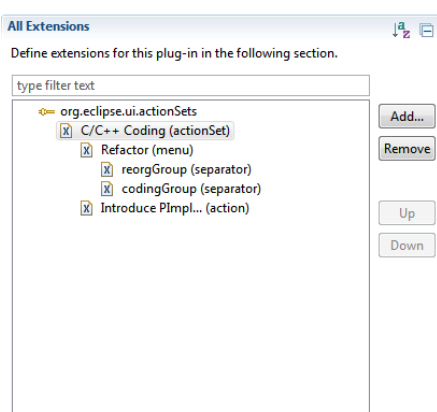 All Extensions
Define extensions for this plug-in in the following section.
type filter text
org.eclipse.ui.actionSets
C/C++ Coding (actionSet)
Refactor (menu)
reorgGroup (separator)
codingGroup (separator)
Introduce PImpl... (action)
Add...
Remove
Up
Down